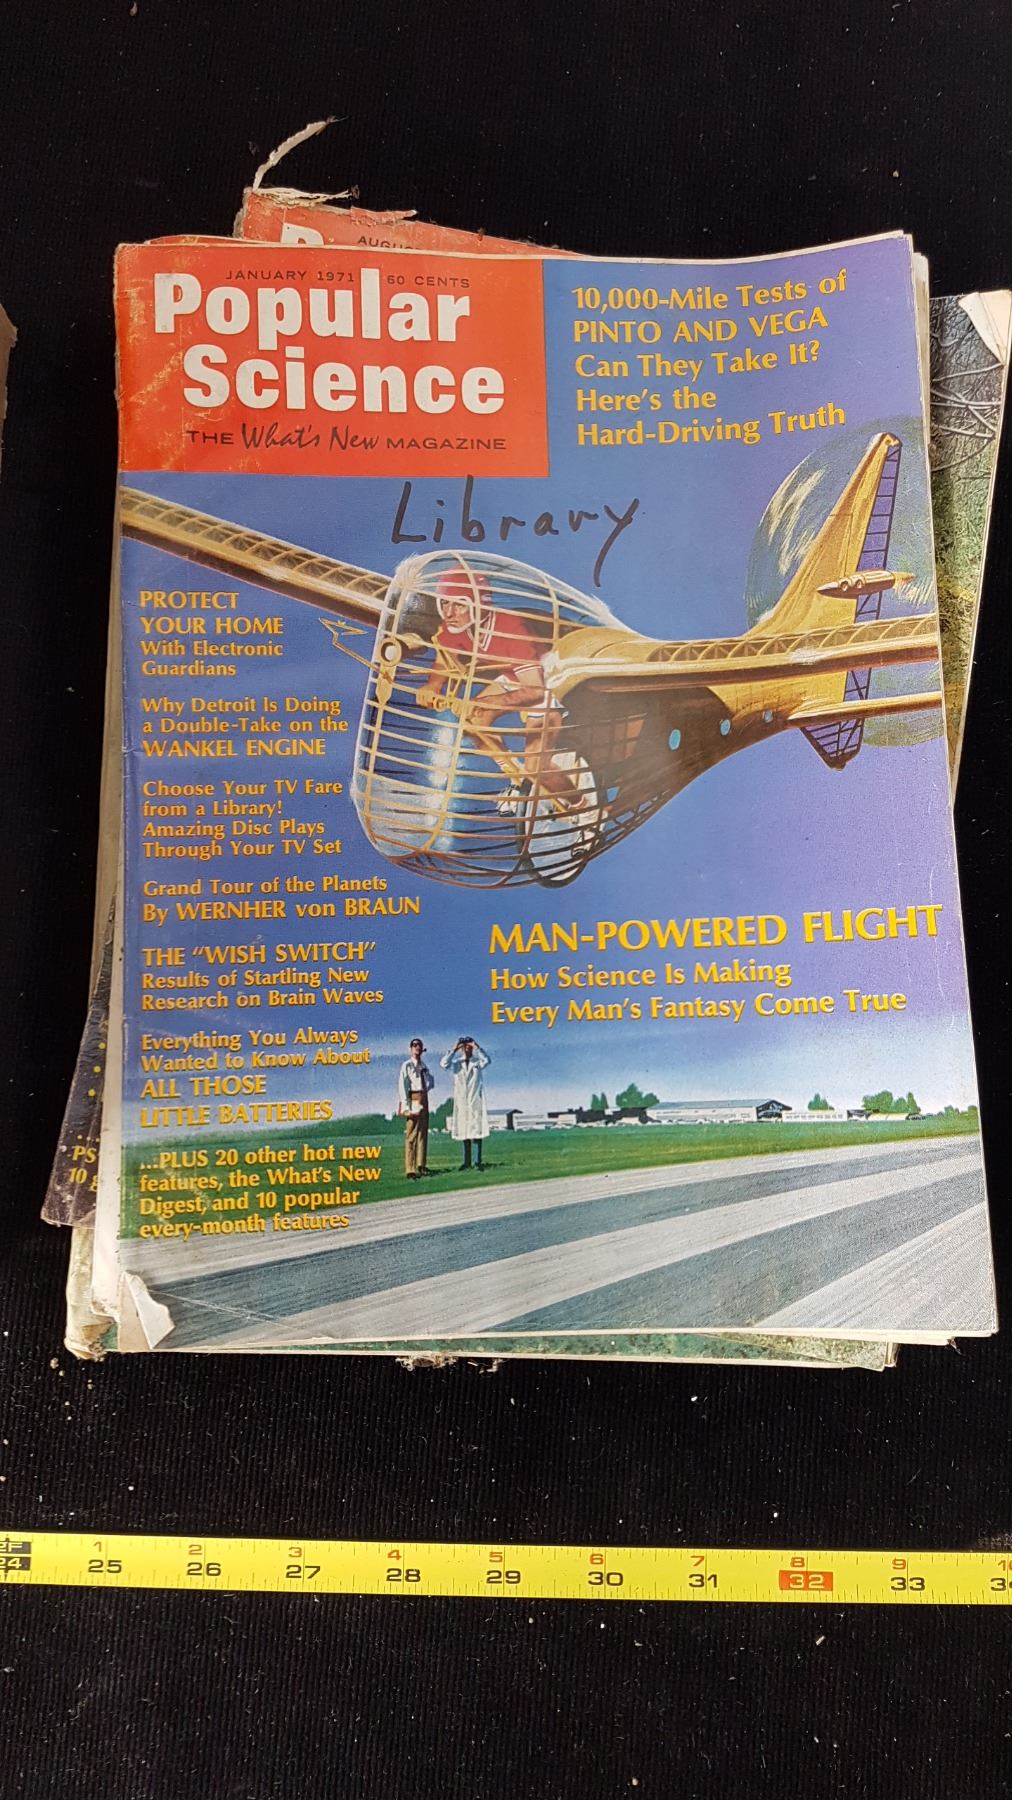 JANUARY 1971 60 CENTS
Popular
Science
THE What's New MAGAZINE
10,000-Mile Tests of
PINTO AND VEGA
Can They Take It?
Here's the
Hard-Driving Truth
Library
PROTECT
YOUR HOME
With Electronic
Guardians
Why Detroit Is Doing
a Double-Take on the
WANKEL ENGINE
Choose Your TV Fare
from a Library!
Amazing Disc Plays
Through Your TV Set
Grand Tour of the Planets
By WERNHER von BRAUN
THE "WISH SWITCH"
Results of Startling New
Research on Brain Waves
Everything You Always
Wanted to Know About
ALL THOSE
LITTLE BATTERIES
...PLUS 20 other hot new
features, the What's New
Digest, and 10 popular
every-month features
MAN-POWERED FLIGHT
How Science Is Making
Every Man's Fantasy Come True
PS
10
1 2 3 4 5 6 7 8 9
24 25 26 27 28 29 30 31 32 33